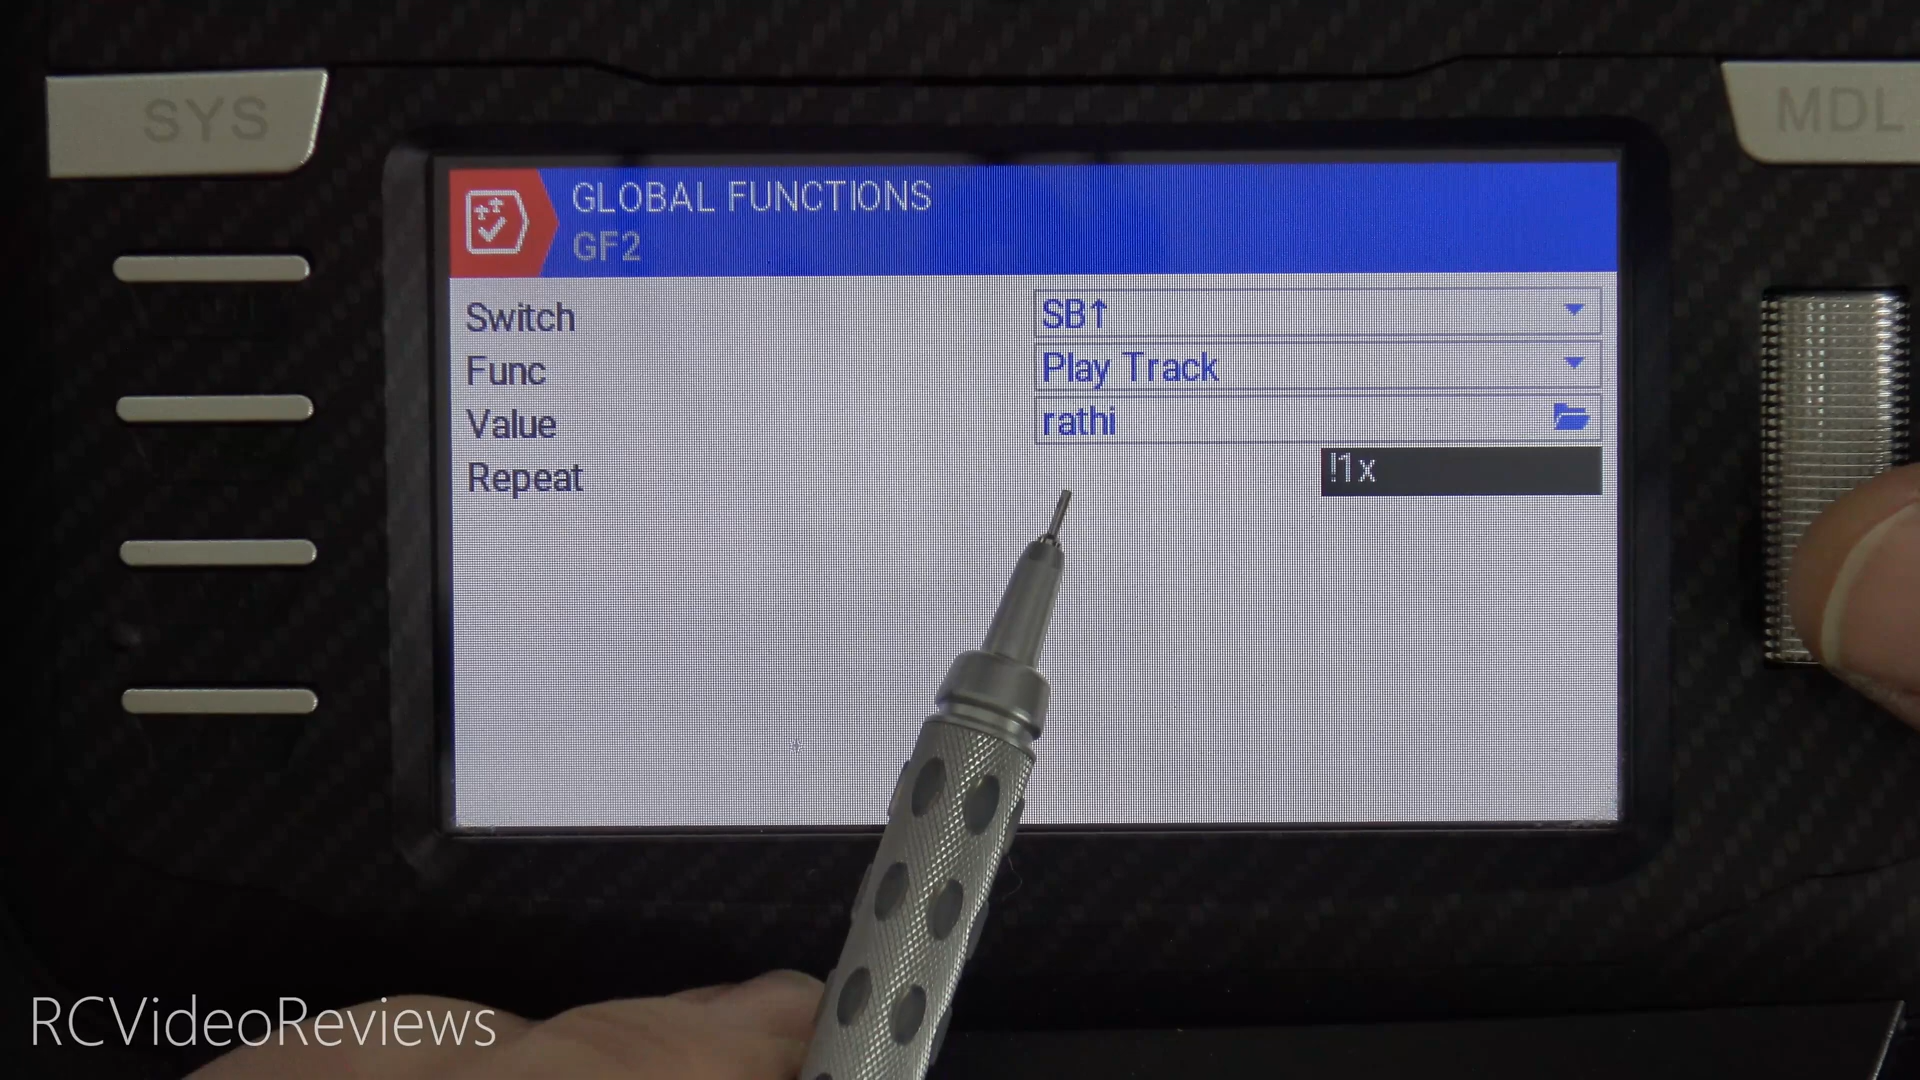 SYS
MDL
GLOBAL FUNCTIONS
GF2
Switch SB↑
Func Play Track
Value rathi
Repeat !1x
RCVideoReviews